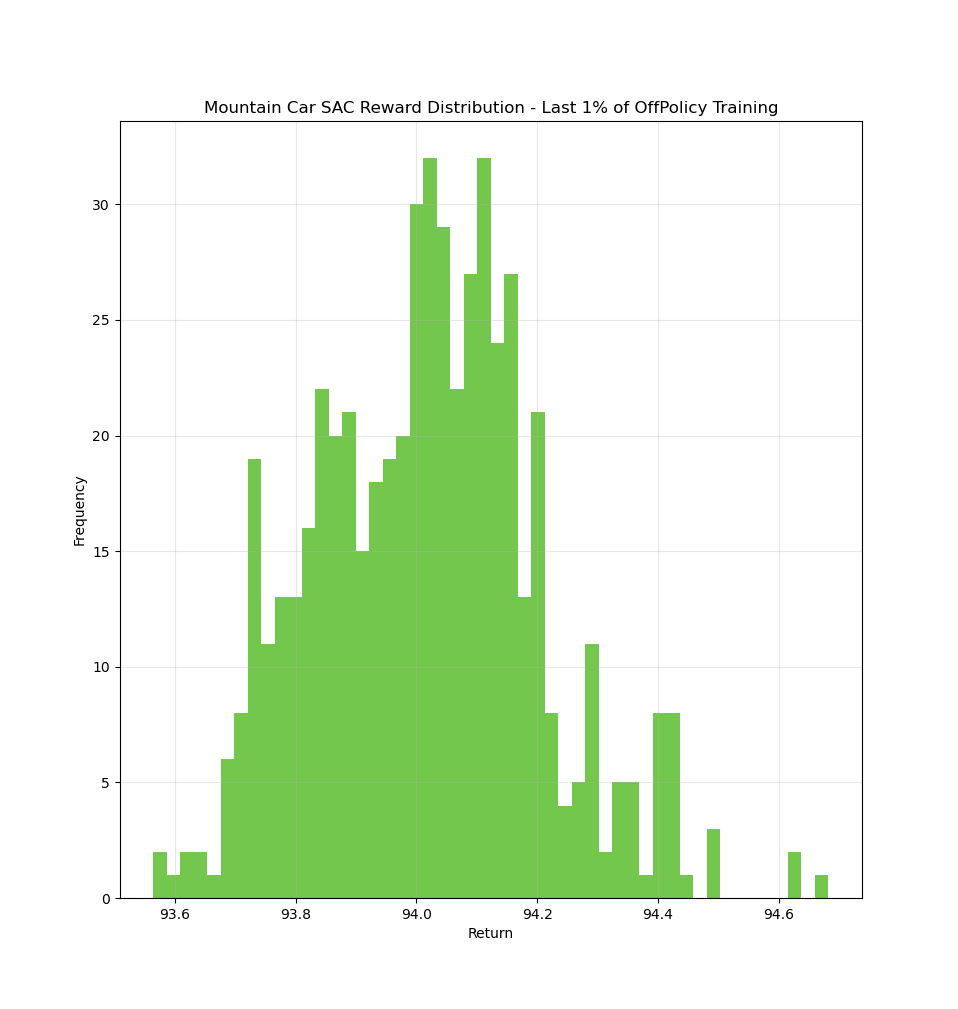 Mountain Car SAC Reward Distribution - Last 1% of OffPolicy Training
Frequency
30
25
20
15
10
5
0
93.6 93.8 94.0 94.2 94.4 94.6
Return